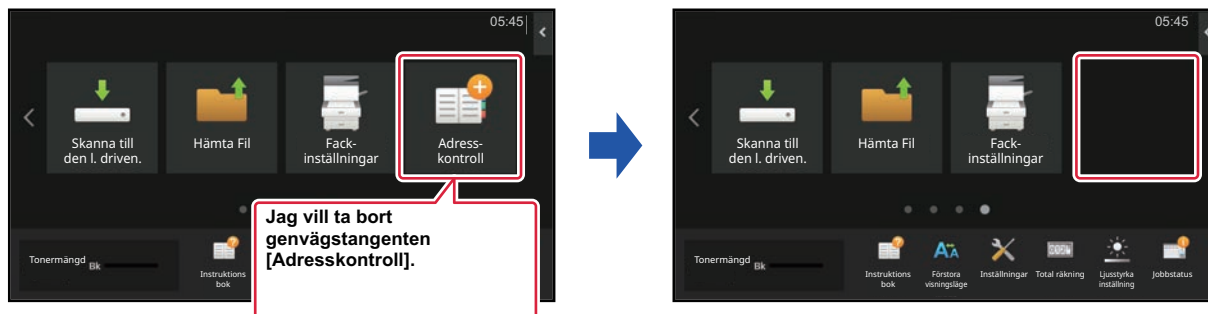 05:45
Skanna till
den l. driven.
Hämta Fil
Fack-
inställningar
Adress-
kontroll
Jag vill ta bort
genvägstangenten
[Adresskontroll].
Tonermängd
Bk
Instruktions
bok
05:45
Skanna till
den l. driven.
Hämta Fil
Fack-
inställningar
Tonermängd
Bk
Instruktions
bok
Förstora
visningsläge
Inställningar
Total räkning
Ljusstyrka
inställning
Jobbstatus